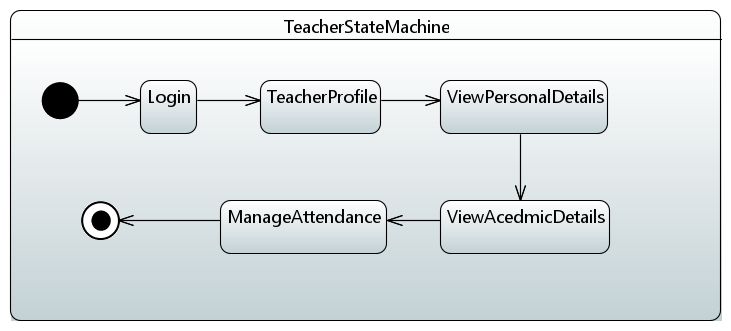 TeacherStateMachine
Login
TeacherProfile
ViewPersonalDetails
ManageAttendance
ViewAcedmicDetails